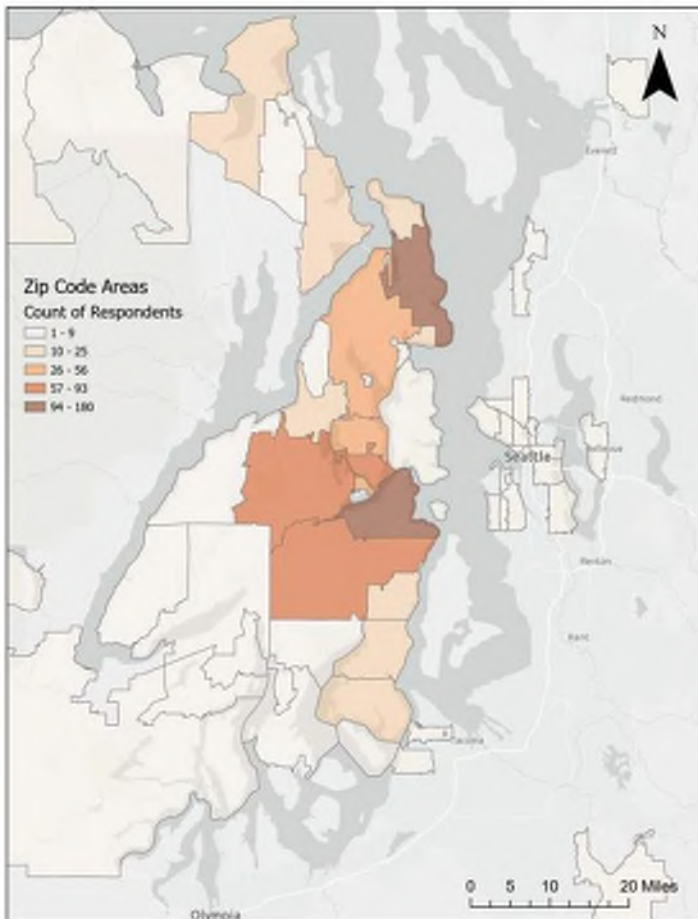 N
Everett
Zip Code Areas
Count of Respondents
1 - 9
10 - 25
26 - 56
57 - 93
94 - 180
Redmond
Bellevue
Seattle
Renton
Kent
Tacoma
0 5 10 20 Miles
Olympia